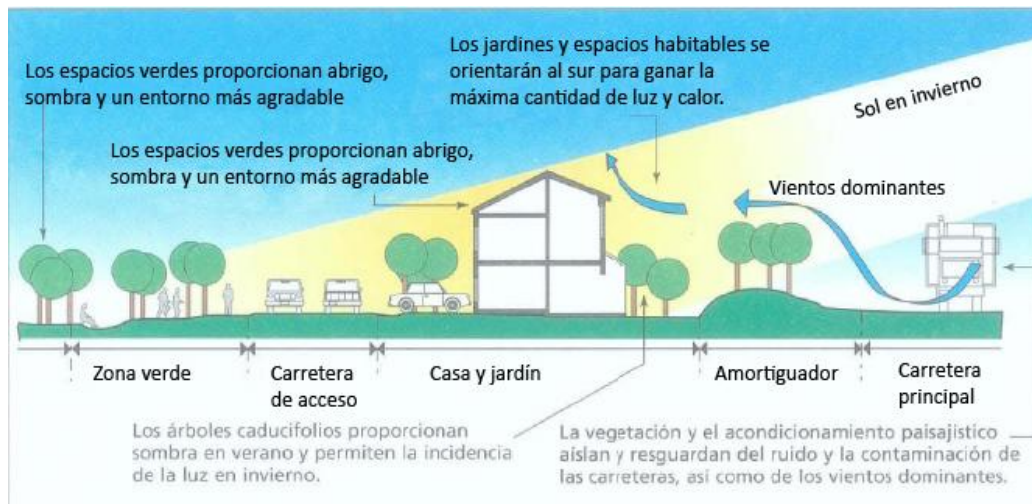 Los espacios verdes proporcionan abrigo,
sombra y un entorno más agradable
Los jardines y espacios habitables se
orientarán al sur para ganar la
máxima cantidad de luz y calor.
Sol en invierno
Los espacios verdes proporcionan abrigo,
sombra y un entorno más agradable
Vientos dominantes
Zona verde
Carretera
de acceso
Casa y jardín
Amortiguador
Carretera
principal
Los árboles caducifolios proporcionan
sombra en verano y permiten la incidencia
de la luz en invierno.
La vegetación y el acondicionamiento paisajistico
aíslan y resguardan del ruido y la contaminación de
las carreteras, así como de los vientos dominantes.